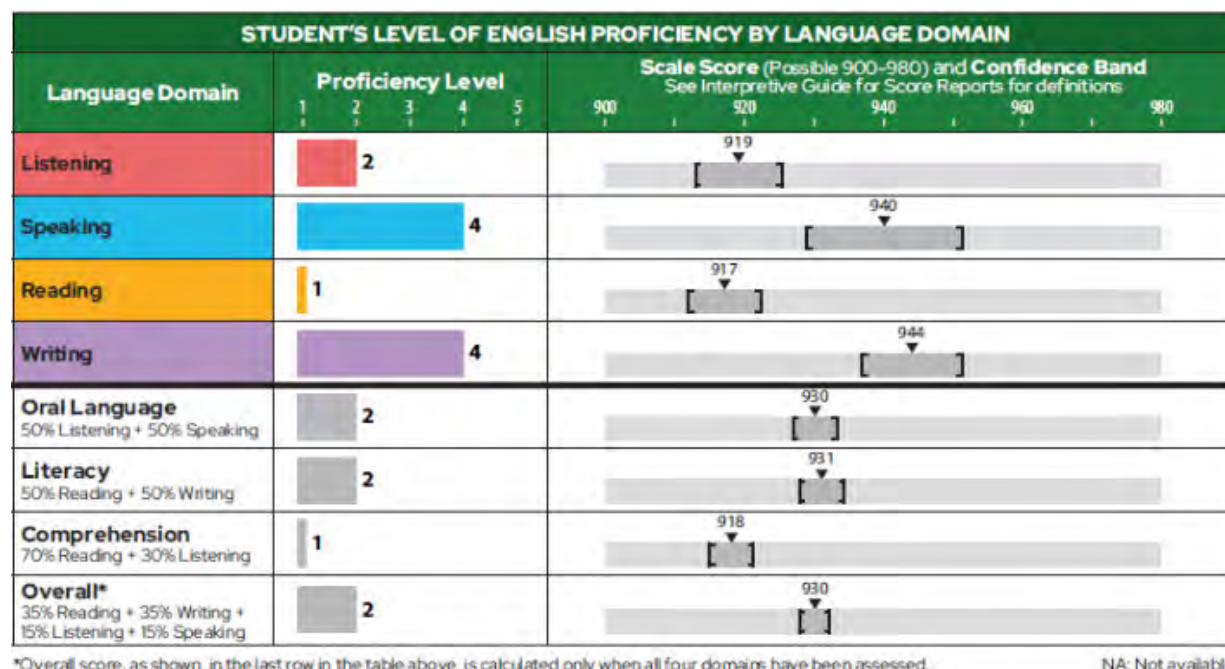 STUDENT'S LEVEL OF ENGLISH PROFICIENCY BY LANGUAGE DOMAIN
Language Domain
Proficiency Level
1 2 3 4 5
Scale Score (Possible 900-980) and Confidence Band
See Interpretive Guide for Score Reports for definitions
900 920 940 960 980
Listening
2
919
Speaking
4
940
Reading
1
917
Writing
4
944
Oral Language
50% Listening + 50% Speaking
2
930
Literacy
50% Reading + 50% Writing
2
931
Comprehension
70% Reading + 30% Listening
1
918
Overall*
35% Reading + 35% Writing +
15% Listening + 15% Speaking
2
930
*Overall score, as shown in the last row in the table above, is calculated only when all four domains have been assessed.
NA: Not available